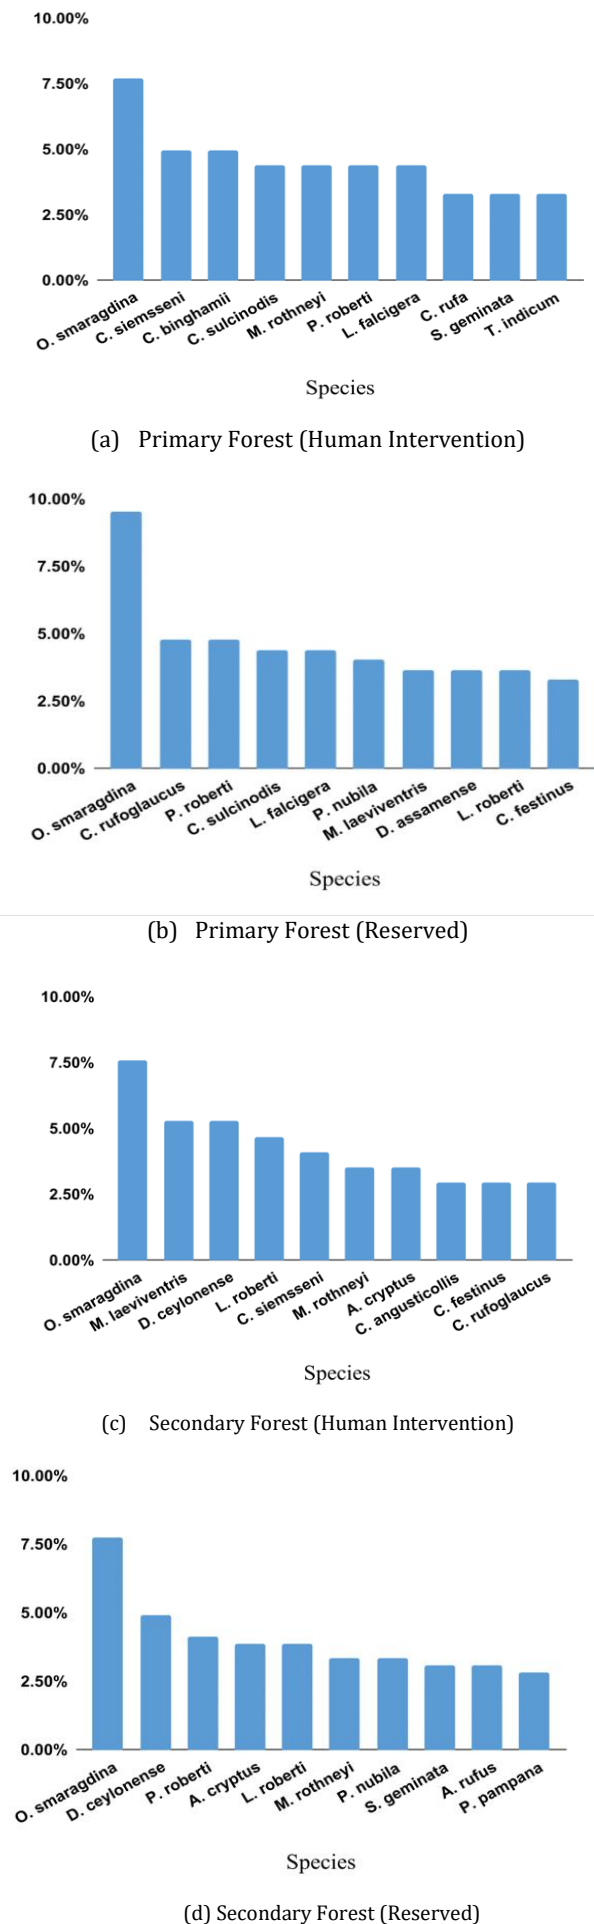 10.00%
7.50%
5.00%
2.50%
0.00%
O. smaragdina
C. siemsseni
C. binghamii
C. sulcinodis
M. rothneyi
P. roberti
L. falcigera
C. rufa
S. geminata
T. indicum
Species
(a) Primary Forest (Human Intervention)
10.00%
7.50%
5.00%
2.50%
0.00%
O. smaragdina
C. rufoglaucus
P. roberti
C. sulcinodis
L. falcigera
P. nubila
M. laeviventris
D. assamense
L. roberti
C. festinus
Species
(b) Primary Forest (Reserved)
10.00%
7.50%
5.00%
2.50%
0.00%
O. smaragdina
M. laeviventris
D. ceylonense
L. roberti
C. siemsseni
M. rothneyi
A. cryptus
C. angusticollis
C. festinus
C. rufoglaucus
Species
(c) Secondary Forest (Human Intervention)
10.00%
7.50%
5.00%
2.50%
0.00%
O. smaragdina
D. ceylonense
P. roberti
A. cryptus
L. roberti
M. rothneyi
P. nubila
S. geminata
A. rufus
P. pampana
Species
(d) Secondary Forest (Reserved)